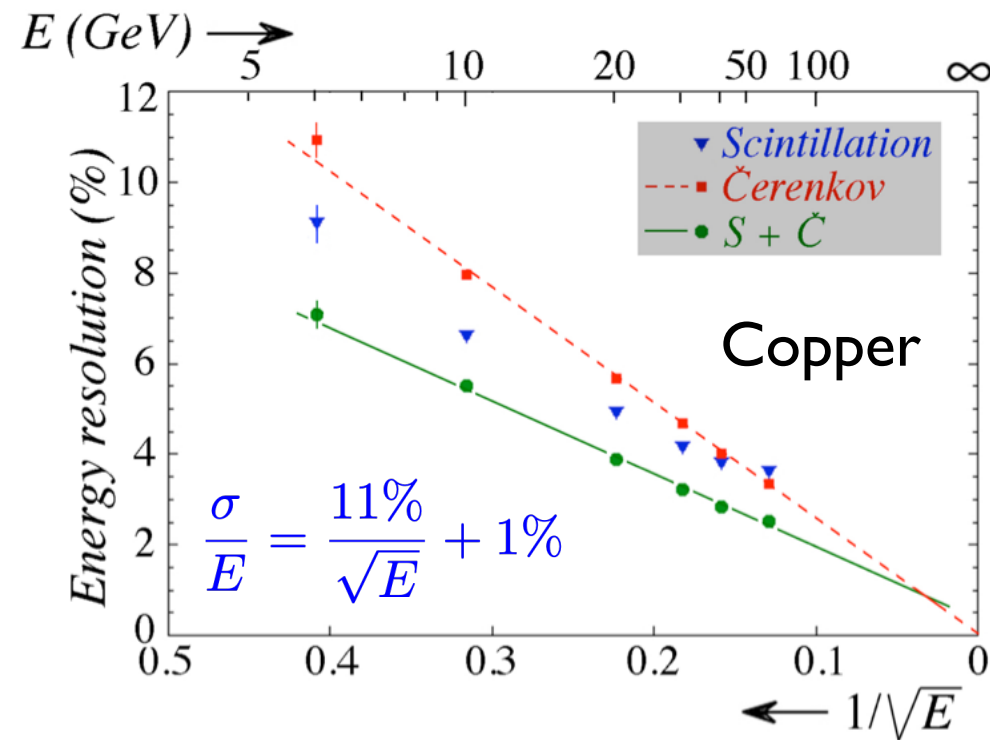 E (GeV) →
5 10 20 50 100 ∞
12
10
8
6
4
2
0
Energy resolution (%)
Scintillation
Čerenkov
S + Č
Copper
σ/E = 11%/√E + 1%
0.5 0.4 0.3 0.2 0.1 0
← 1/√E